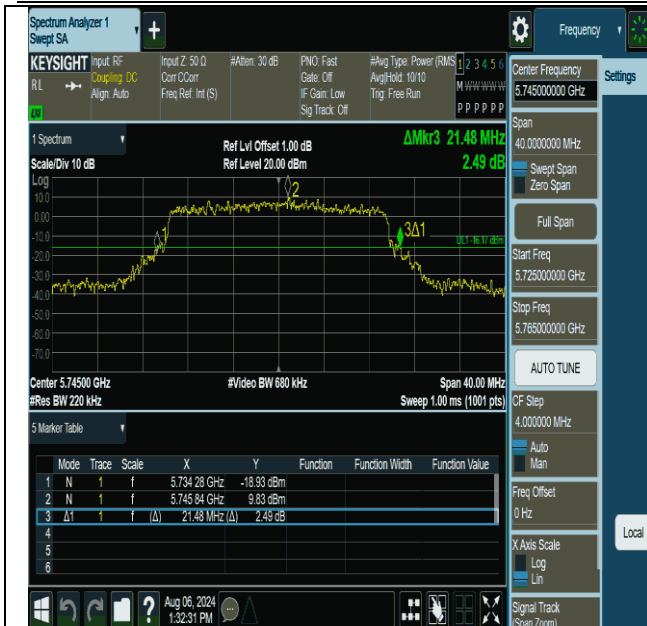 Spectrum Analyzer 1
Swept SA
+
Frequency
KEYSIGHT
RL
LXI
Input: RF
Coupling: DC
Align: Auto
Input Z: 50 Ω
Corr CCorr
Freq Ref: Int (S)
#Atten: 30 dB
PNO: Fast
Gate: Off
IF Gain: Low
Sig Track: Off
#Avg Type: Power (RMS
Avg|Hold: 10/10
Trig: Free Run
1 2 3 4 5 6
M W W W W W
P P P P P P
1 Spectrum
Scale/Div 10 dB
Ref Lvl Offset 1.00 dB
Ref Level 20.00 dBm
ΔMkr3 21.48 MHz
2.49 dB
Log
10.0
0.00
-10.0
-20.0
-30.0
-40.0
-50.0
-60.0
-70.0
1
2
3Δ1
DL1 -16.17 dBm
Center 5.74500 GHz
#Video BW 680 kHz
Span 40.00 MHz
#Res BW 220 kHz
Sweep 1.00 ms (1001 pts)
5 Marker Table
Mode Trace Scale X Y Function Function Width Function Value
1 N 1 f 5.734 28 GHz -18.93 dBm
2 N 1 f 5.745 84 GHz 9.83 dBm
3 Δ1 1 f (Δ) 21.48 MHz (Δ) 2.49 dB
4
5
6
?
Aug 06, 2024
1:32:31 PM
Center Frequency
5.745000000 GHz
Settings
Span
40.0000000 MHz
Swept Span
Zero Span
Full Span
Start Freq
5.725000000 GHz
Stop Freq
5.765000000 GHz
AUTO TUNE
CF Step
4.000000 MHz
Auto
Man
Freq Offset
0 Hz
Local
X Axis Scale
Log
Lin
Signal Track
(Span Zoom)